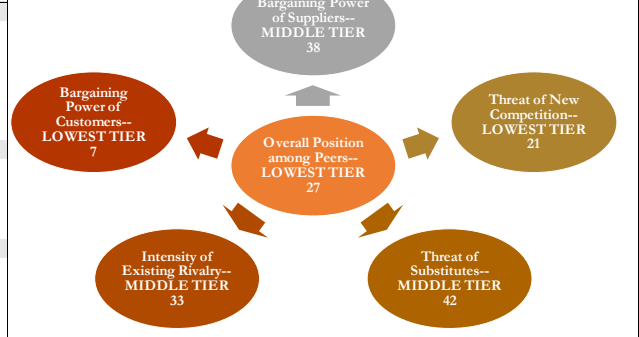 Bargaining Power
of Suppliers--
MIDDLE TIER
38
Bargaining
Power of
Customers--
LOWEST TIER
7
Threat of New
Competition--
LOWEST TIER
21
Overall Position
among Peers--
LOWEST TIER
27
Intensity of
Existing Rivalry--
MIDDLE TIER
33
Threat of
Substitutes--
MIDDLE TIER
42